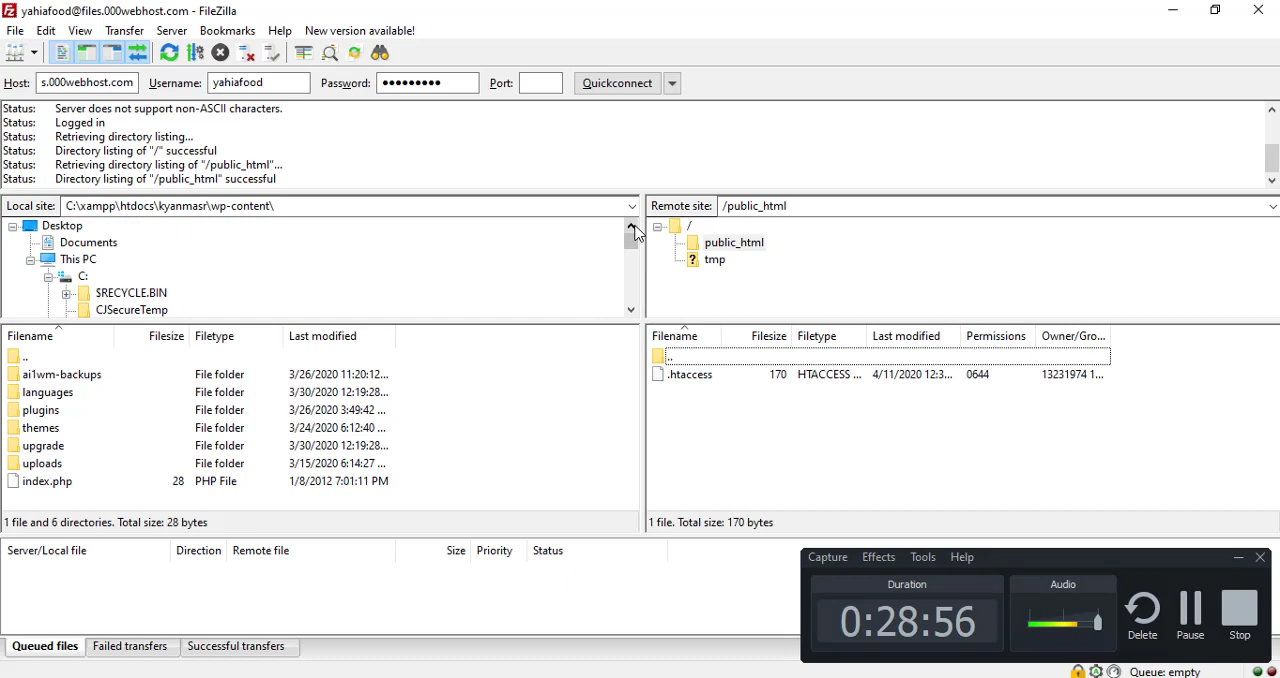 yahiafood@files.000webhost.com - FileZilla
File Edit View Transfer Server Bookmarks Help New version available!
Host: s.000webhost.com Username: yahiafood Password: ●●●●●●●●● Port: Quickconnect
Status: Server does not support non-ASCII characters.
Status: Logged in
Status: Retrieving directory listing...
Status: Directory listing of "/" successful
Status: Retrieving directory listing of "/public_html"...
Status: Directory listing of "/public_html" successful
Local site: C:\xampp\htdocs\kyanmasr\wp-content\
Desktop
Documents
This PC
C:
$RECYCLE.BIN
CJSecureTemp
Remote site: /public_html
/
public_html
? tmp
Filename Filesize Filetype Last modified
..
ai1wm-backups File folder 3/26/2020 11:20:12...
languages File folder 3/30/2020 12:19:28...
plugins File folder 3/26/2020 3:49:42 ...
themes File folder 3/24/2020 6:12:40 ...
upgrade File folder 3/30/2020 12:19:28...
uploads File folder 3/15/2020 6:14:27 ...
index.php 28 PHP File 1/8/2012 7:01:11 PM
1 file and 6 directories. Total size: 28 bytes
Filename Filesize Filetype Last modified Permissions Owner/Gro...
..
.htaccess 170 HTACCESS ... 4/11/2020 12:3... 0644 13231974 1...
1 file. Total size: 170 bytes
Server/Local file Direction Remote file Size Priority Status
Queued files Failed transfers Successful transfers
Capture Effects Tools Help
Duration Audio
0:28:56
Delete Pause Stop
Queue: empty